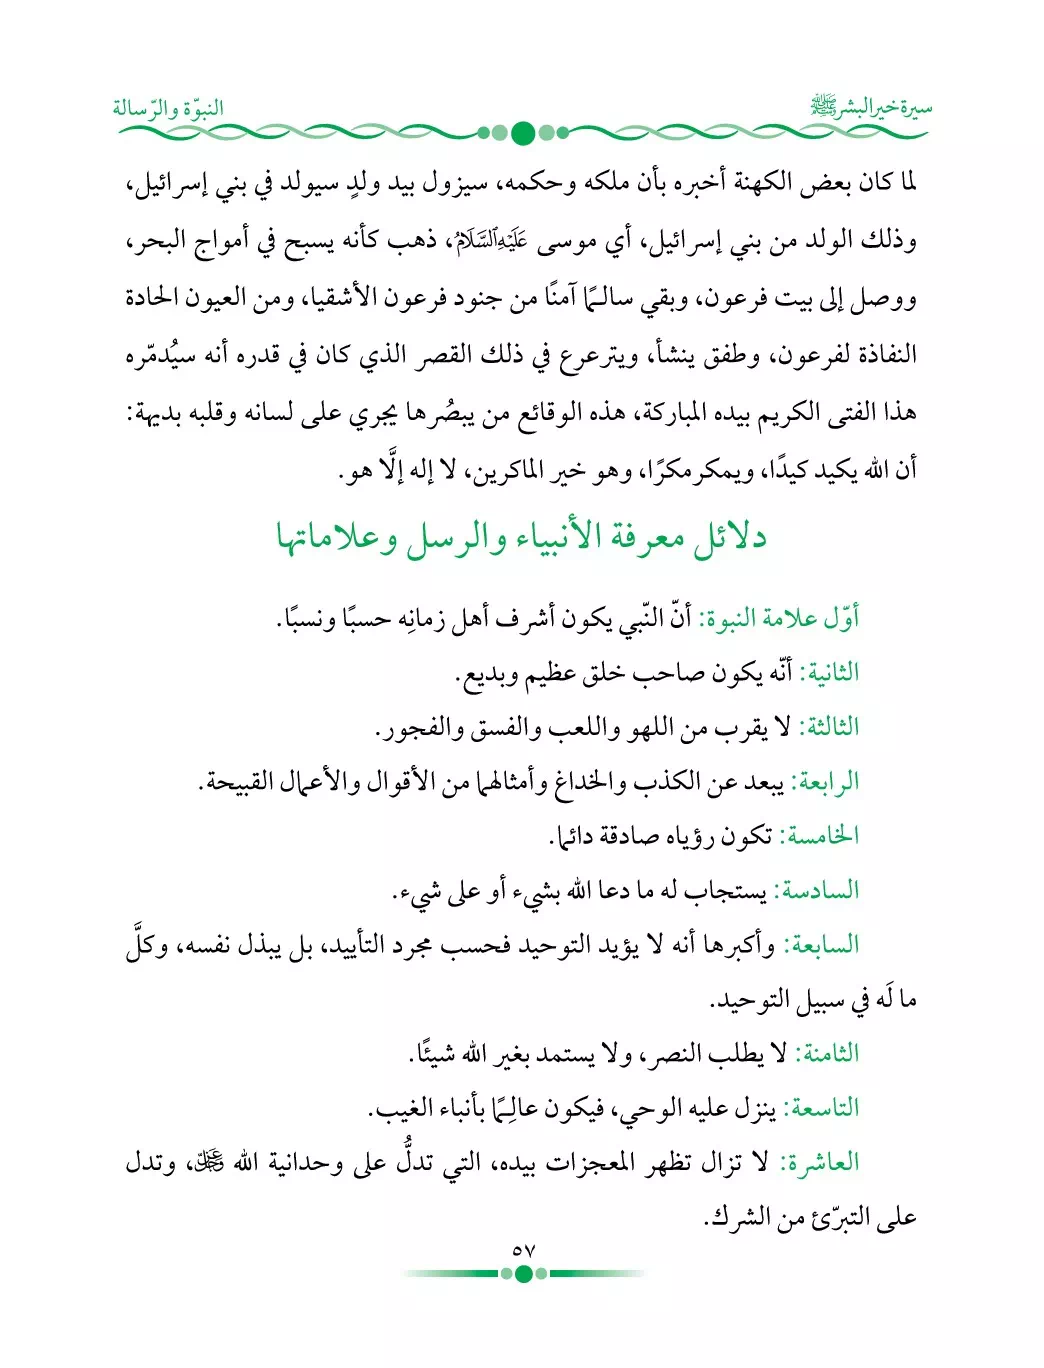 سيرة خير البشر ﷺ
النبوّة والرّسالة
لما كان بعض الكهنة أخبره بأن ملكه وحكمه، سيزول بيد ولدٍ سيولد في بني إسرائيل،
وذلك الولد من بني إسرائيل، أي موسى عَلَيْهِ ٱلسَّلَامُ، ذهب كأنه يسبح في أمواج البحر،
ووصل إلى بيت فرعون، وبقي سالـمًا آمنًا من جنود فرعون الأشقيا، ومن العيون الحادة
النفاذة لفرعون، وطفق ينشأ، ويترعرع في ذلك القصر الذي كان في قدره أنه سيُدمّره
هذا الفتى الكريم بيده المباركة، هذه الوقائع من يبصُرها يجري على لسانه وقلبه بديهة:
أن الله يكيد كيدًا، ويمكرمكرًا، وهو خير الماكرين، لا إله إلَّا هو.
دلائل معرفة الأنبياء والرسل وعلاماتها
أوّل علامة النبوة: أنّ النّبي يكون أشرف أهل زمانِه حسبًا ونسبًا.
الثانية: أنّه يكون صاحب خلق عظيم وبديع.
الثالثة: لا يقرب من اللهو واللعب والفسق والفجور.
الرابعة: يبعد عن الكذب والخداغ وأمثالهما من الأقوال والأعمال القبيحة.
الخامسة: تكون رؤياه صادقة دائما.
السادسة: يستجاب له ما دعا الله بشيء أو على شيء.
السابعة: وأكبرها أنه لا يؤيد التوحيد فحسب مجرد التأييد، بل يبذل نفسه، وكلَّ
ما لَه في سبيل التوحيد.
الثامنة: لا يطلب النصر، ولا يستمد بغير الله شيئًا.
التاسعة: ينزل عليه الوحي، فيكون عالِـمًا بأنباء الغيب.
العاشرة: لا تزال تظهر المعجزات بيده، التي تدلُّ على وحدانية الله عَزَّوَجَلَّ، وتدل
على التبرّئ من الشرك.
٥٧